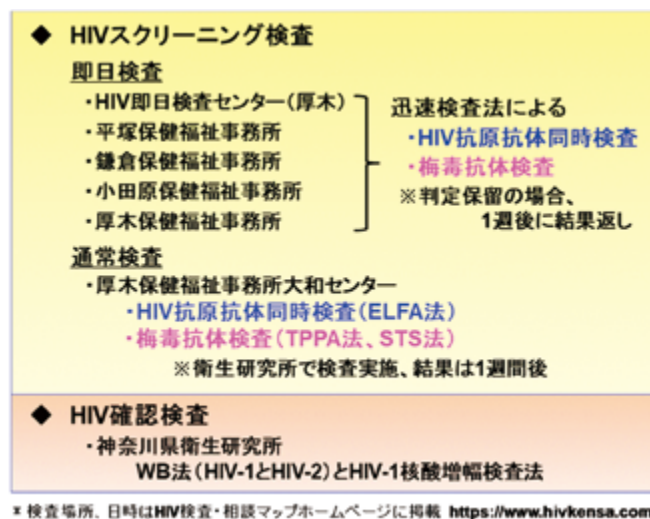 ◆ HIVスクリーニング検査
即日検査
・HIV即日検査センター（厚木）
・平塚保健福祉事務所
・鎌倉保健福祉事務所
・小田原保健福祉事務所
・厚木保健福祉事務所
迅速検査法による
・HIV抗原抗体同時検査
・梅毒抗体検査
※判定保留の場合、
1週後に結果返し
通常検査
・厚木保健福祉事務所大和センター
・HIV抗原抗体同時検査（ELFA法）
・梅毒抗体検査（TPPA法、STS法）
※衛生研究所で検査実施、結果は1週間後
◆ HIV確認検査
・神奈川県衛生研究所
WB法（HIV-1とHIV-2）とHIV-1核酸増幅検査法
* 検査場所、日時はHIV検査・相談マップホームページに掲載 https://www.hivkensa.com